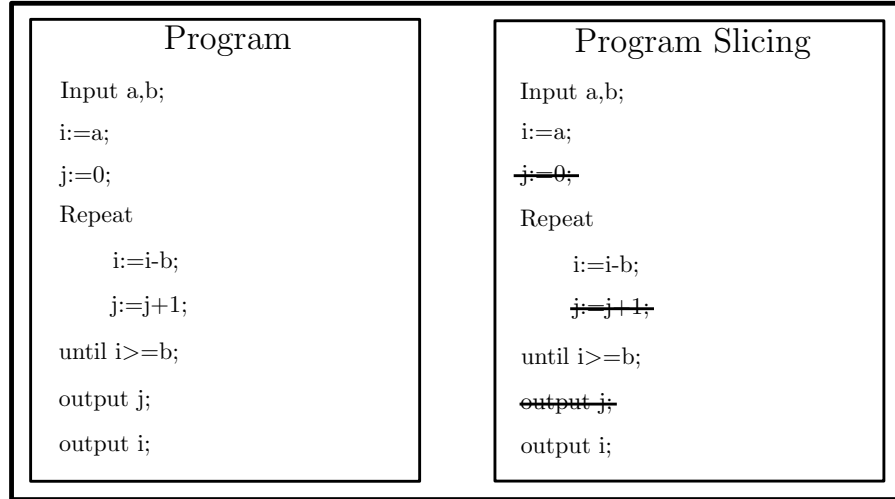 Program
Input a,b;
i:=a;
j:=0;
Repeat
i:=i-b;
j:=j+1;
until i>=b;
output j;
output i;
Program Slicing
Input a,b;
i:=a;
j:=0;
Repeat
i:=i-b;
j:=j+1;
until i>=b;
output j;
output i;